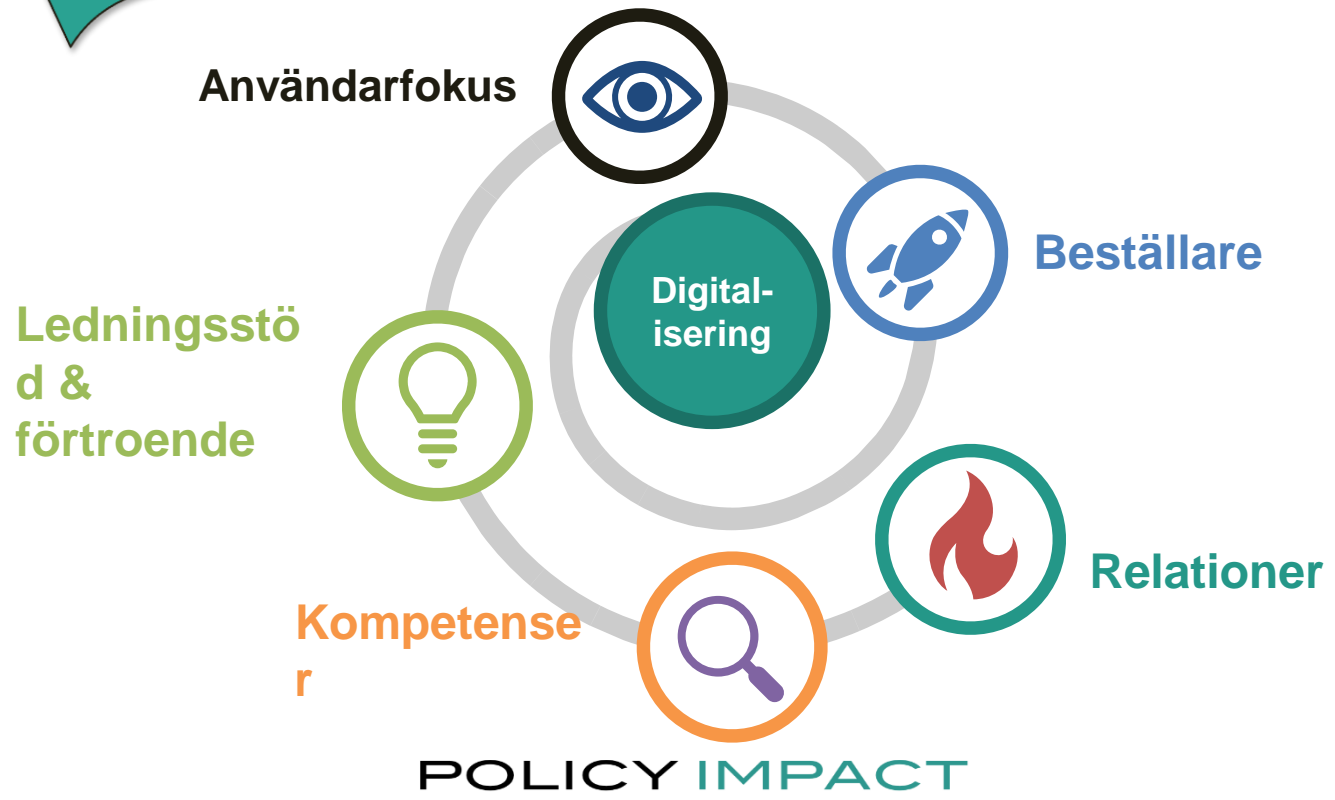 Användarfokus
Beställare
Digital-
isering
Ledningsstö
d &
förtroende
Relationer
Kompetense
r
POLICY IMPACT